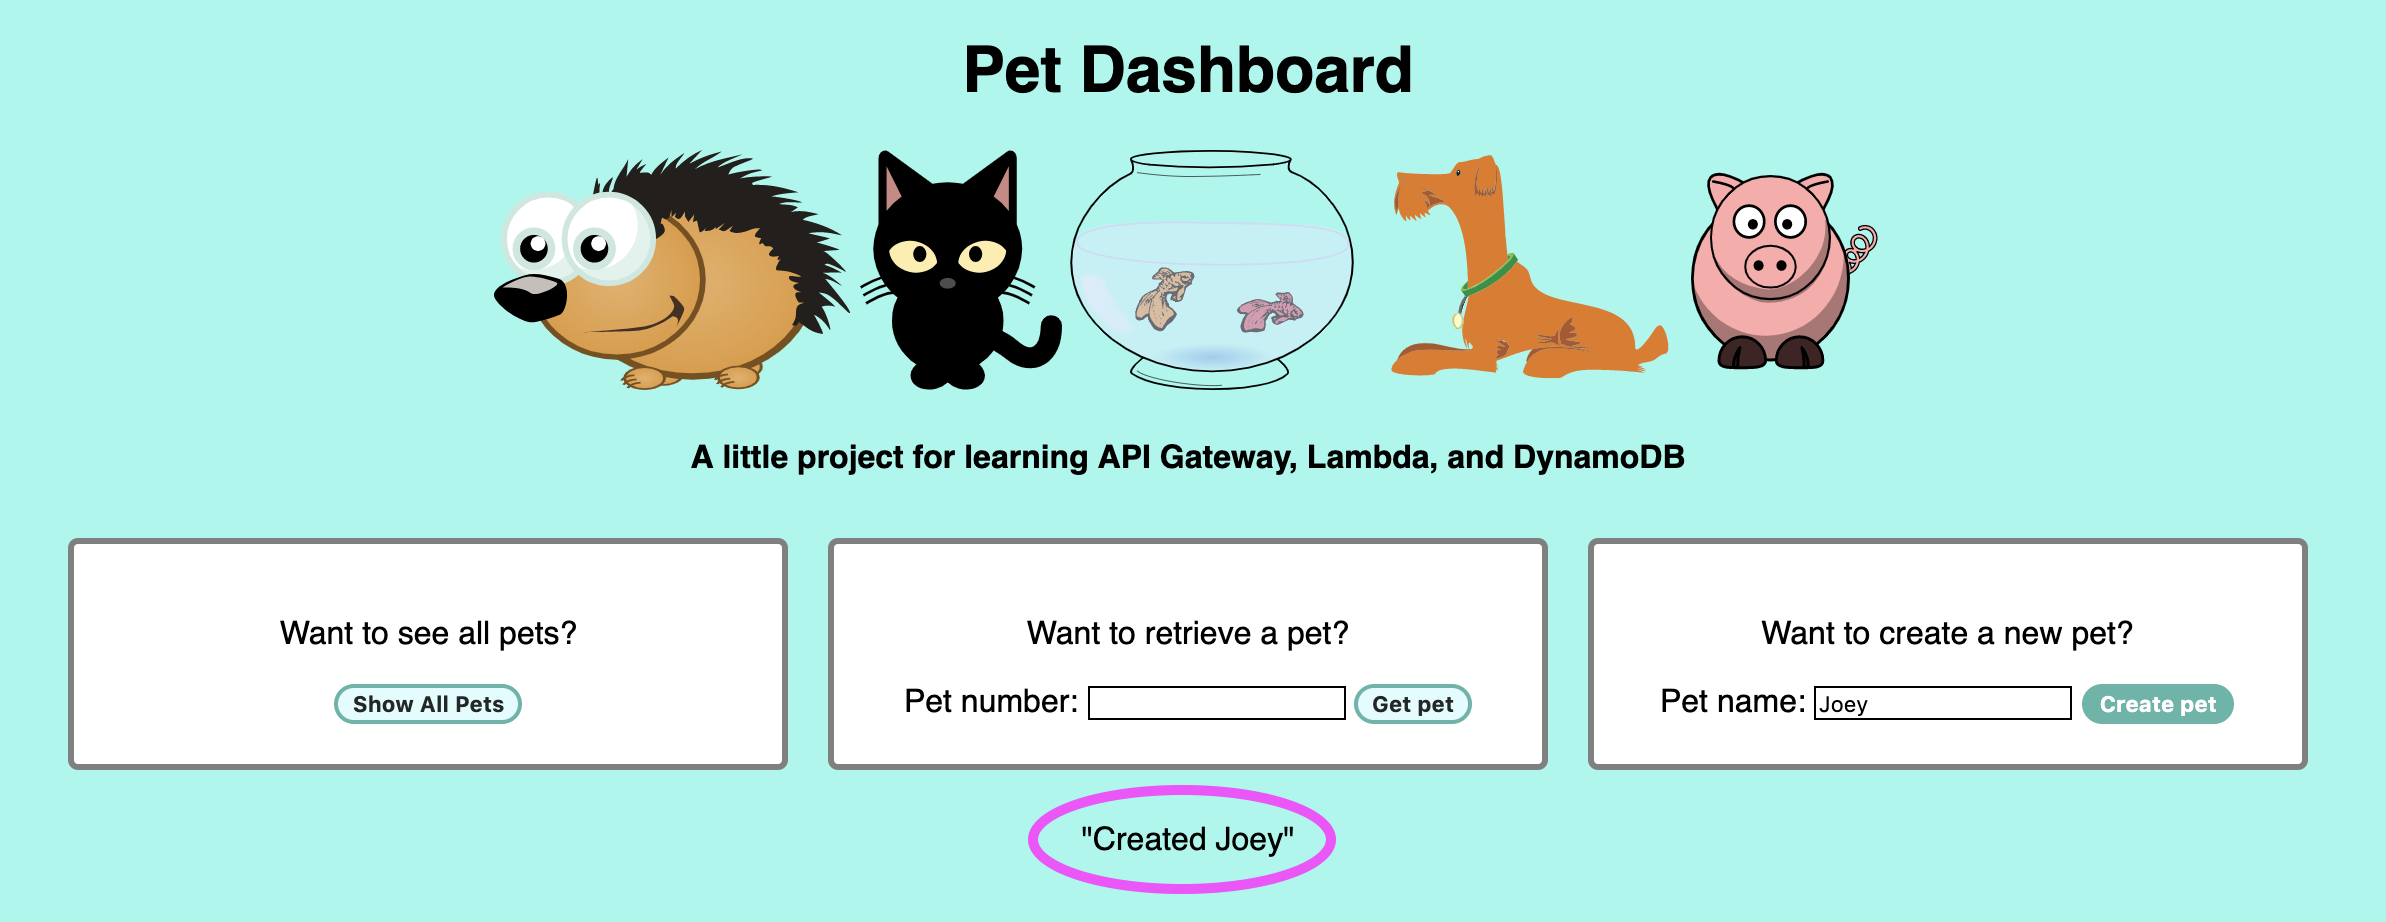 Pet Dashboard
A little project for learning API Gateway, Lambda, and DynamoDB
Want to see all pets?
Show All Pets
Want to retrieve a pet?
Pet number: Get pet
Want to create a new pet?
Pet name: Joey Create pet
"Created Joey"